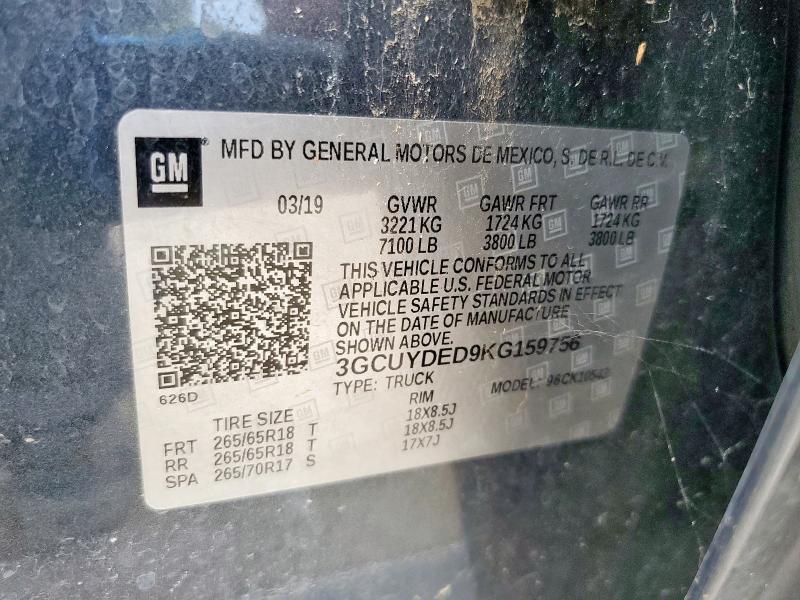 GM MFD BY GENERAL MOTORS DE MEXICO, S. DE R.L. DE C.V.
03/19 GVWR GAWR FRT GAWR RR
3221 KG 1724 KG 1724 KG
7100 LB 3800 LB 3800 LB
THIS VEHICLE CONFORMS TO ALL
APPLICABLE U.S. FEDERAL MOTOR
VEHICLE SAFETY STANDARDS IN EFFECT
ON THE DATE OF MANUFACTURE
SHOWN ABOVE.
3GCUYDED9KG159756
626D
TYPE: TRUCK MODEL: 96CK10543
TIRE SIZE RIM
FRT 265/65R18 T 18X8.5J
RR 265/65R18 T 18X8.5J
SPA 265/70R17 S 17X7J